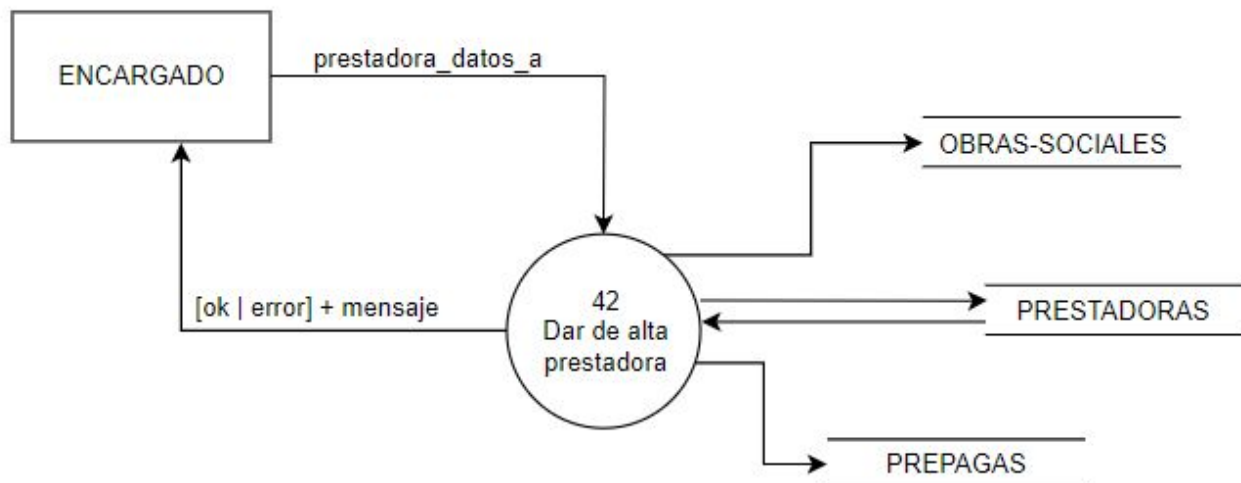 prestadora_datos_a
ENCARGADO
OBRAS-SOCIALES
[ok | error] + mensaje
42
Dar de alta
prestadora
PRESTADORAS
PREPAGAS